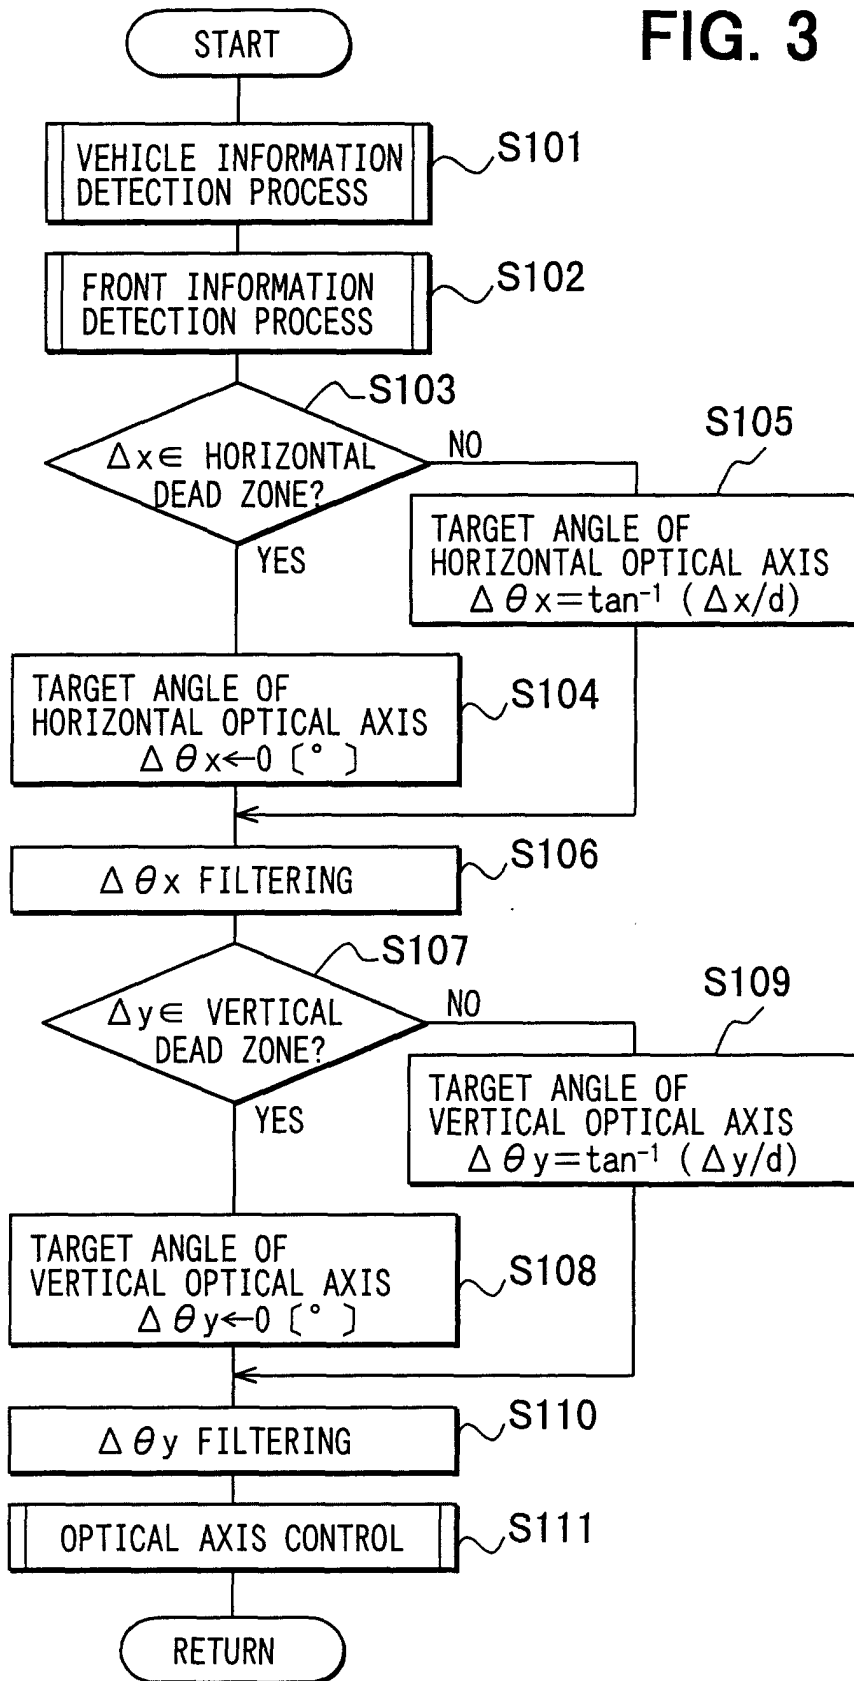 FIG. 3
START
VEHICLE INFORMATION
DETECTION PROCESS
S101
FRONT INFORMATION
DETECTION PROCESS
S102
S103
Δx∈ HORIZONTAL
DEAD ZONE?
NO
YES
S105
TARGET ANGLE OF
HORIZONTAL OPTICAL AXIS
Δθx=tan⁻¹ (Δx/d)
TARGET ANGLE OF
HORIZONTAL OPTICAL AXIS
Δθx←0 [°]
S104
Δθx FILTERING
S106
S107
Δy∈ VERTICAL
DEAD ZONE?
NO
YES
S109
TARGET ANGLE OF
VERTICAL OPTICAL AXIS
Δθy=tan⁻¹ (Δy/d)
TARGET ANGLE OF
VERTICAL OPTICAL AXIS
Δθy←0 [°]
S108
Δθy FILTERING
S110
OPTICAL AXIS CONTROL
S111
RETURN